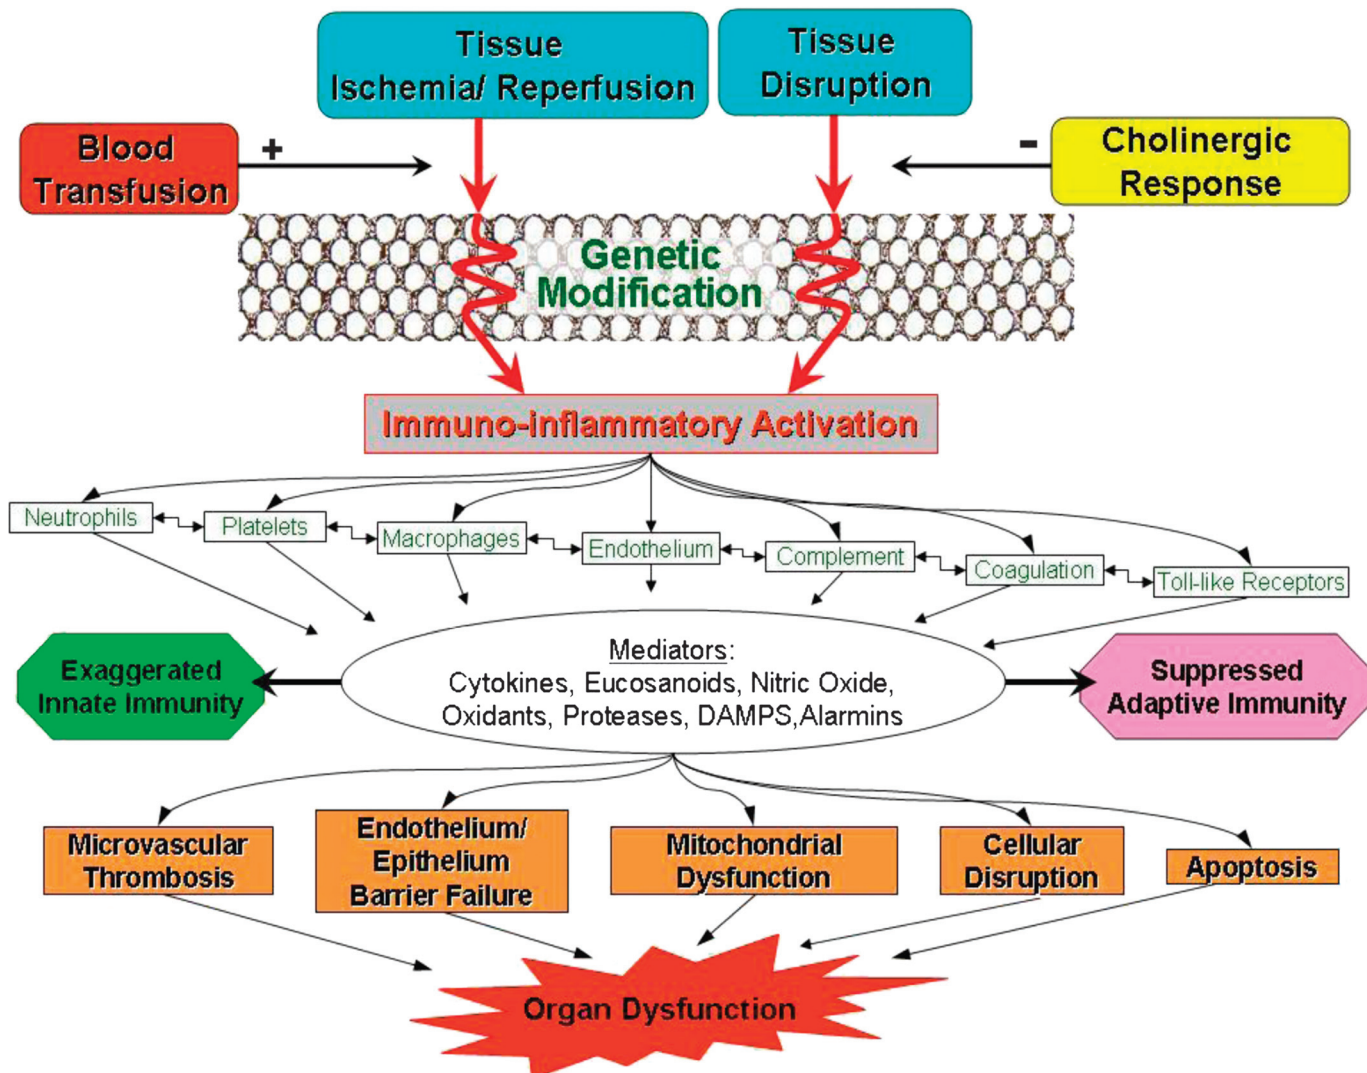 Tissue
Ischemia/ Reperfusion
Tissue
Disruption
Blood
Transfusion
+
-
Cholinergic
Response
Genetic
Modification
Immuno-inflammatory Activation
Neutrophils
Platelets
Macrophages
Endothelium
Complement
Coagulation
Toll-like Receptors
Exaggerated
Innate Immunity
Mediators:
Cytokines, Eucosanoids, Nitric Oxide,
Oxidants, Proteases, DAMPS,Alarmins
Suppressed
Adaptive Immunity
Microvascular
Thrombosis
Endothelium/
Epithelium
Barrier Failure
Mitochondrial
Dysfunction
Cellular
Disruption
Apoptosis
Organ Dysfunction